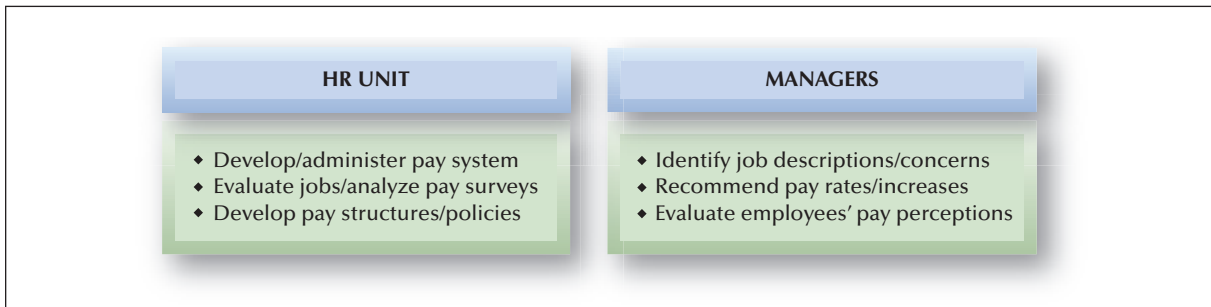 HR UNIT
◆ Develop/administer pay system
◆ Evaluate jobs/analyze pay surveys
◆ Develop pay structures/policies
MANAGERS
◆ Identify job descriptions/concerns
◆ Recommend pay rates/increases
◆ Evaluate employees’ pay perceptions